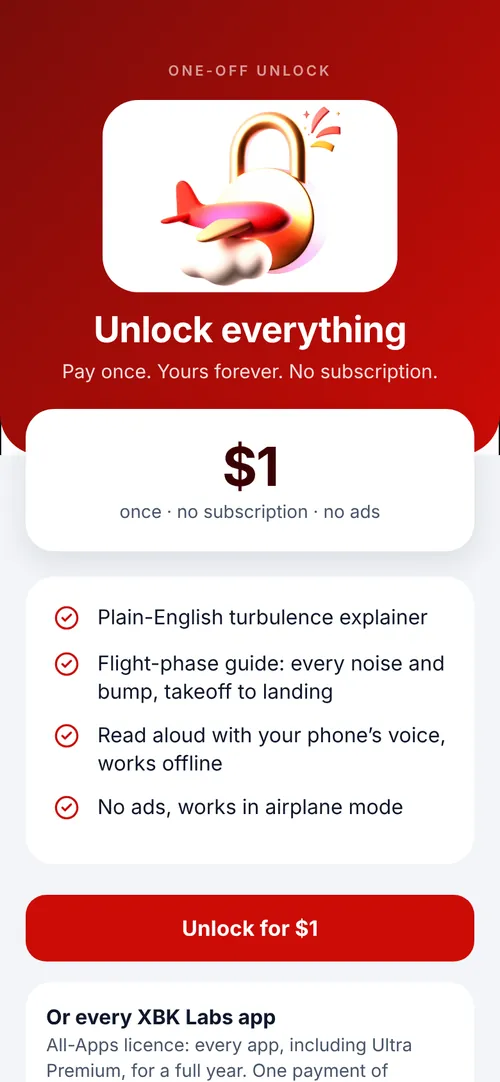 ONE-OFF UNLOCK
Unlock everything
Pay once. Yours forever. No subscription.
$1
once · no subscription · no ads
Plain-English turbulence explainer
Flight-phase guide: every noise and
bump, takeoff to landing
Read aloud with your phone’s voice,
works offline
No ads, works in airplane mode
Unlock for $1
Or every XBK Labs app
All-Apps licence: every app, including Ultra
Premium, for a full year. One payment of